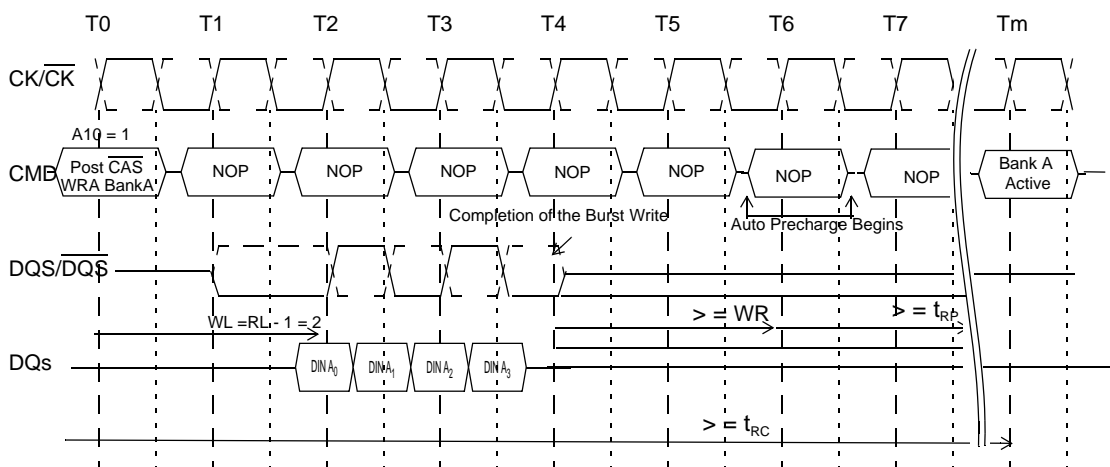 T0 T1 T2 T3 T4 T5 T6 T7 Tm
CK/CK
A10 = 1
CMD
Post CAS
WRA BankA
NOP NOP NOP NOP NOP NOP NOP
Bank A
Active
Completion of the Burst Write
Auto Precharge Begins
DQS/DQS
WL =RL - 1 = 2
> = WR
> = tRP
DQs
DIN A0 DIN A1 DIN A2 DIN A3
> = tRC